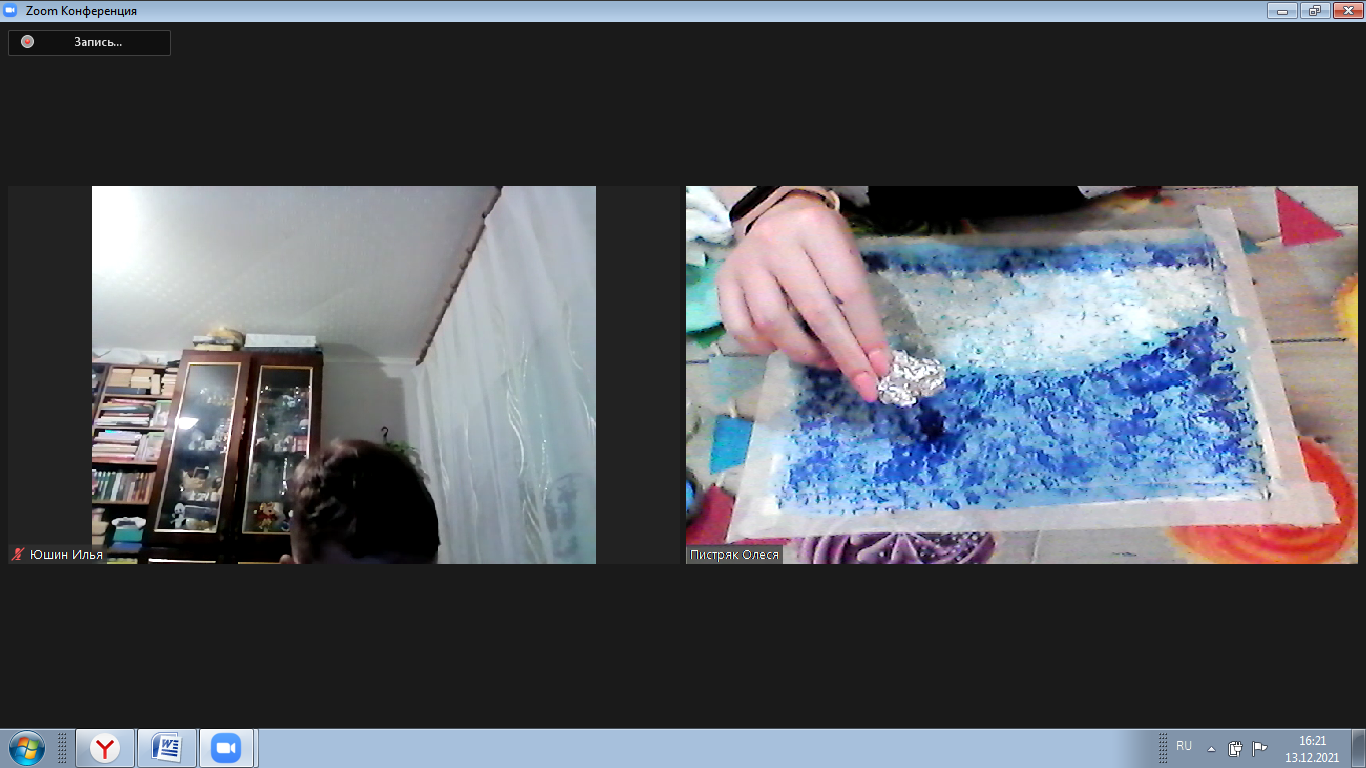 Zoom Конференция
Запись...
Юшин Илья
Пистряк Олеся
RU
16:21
13.12.2021